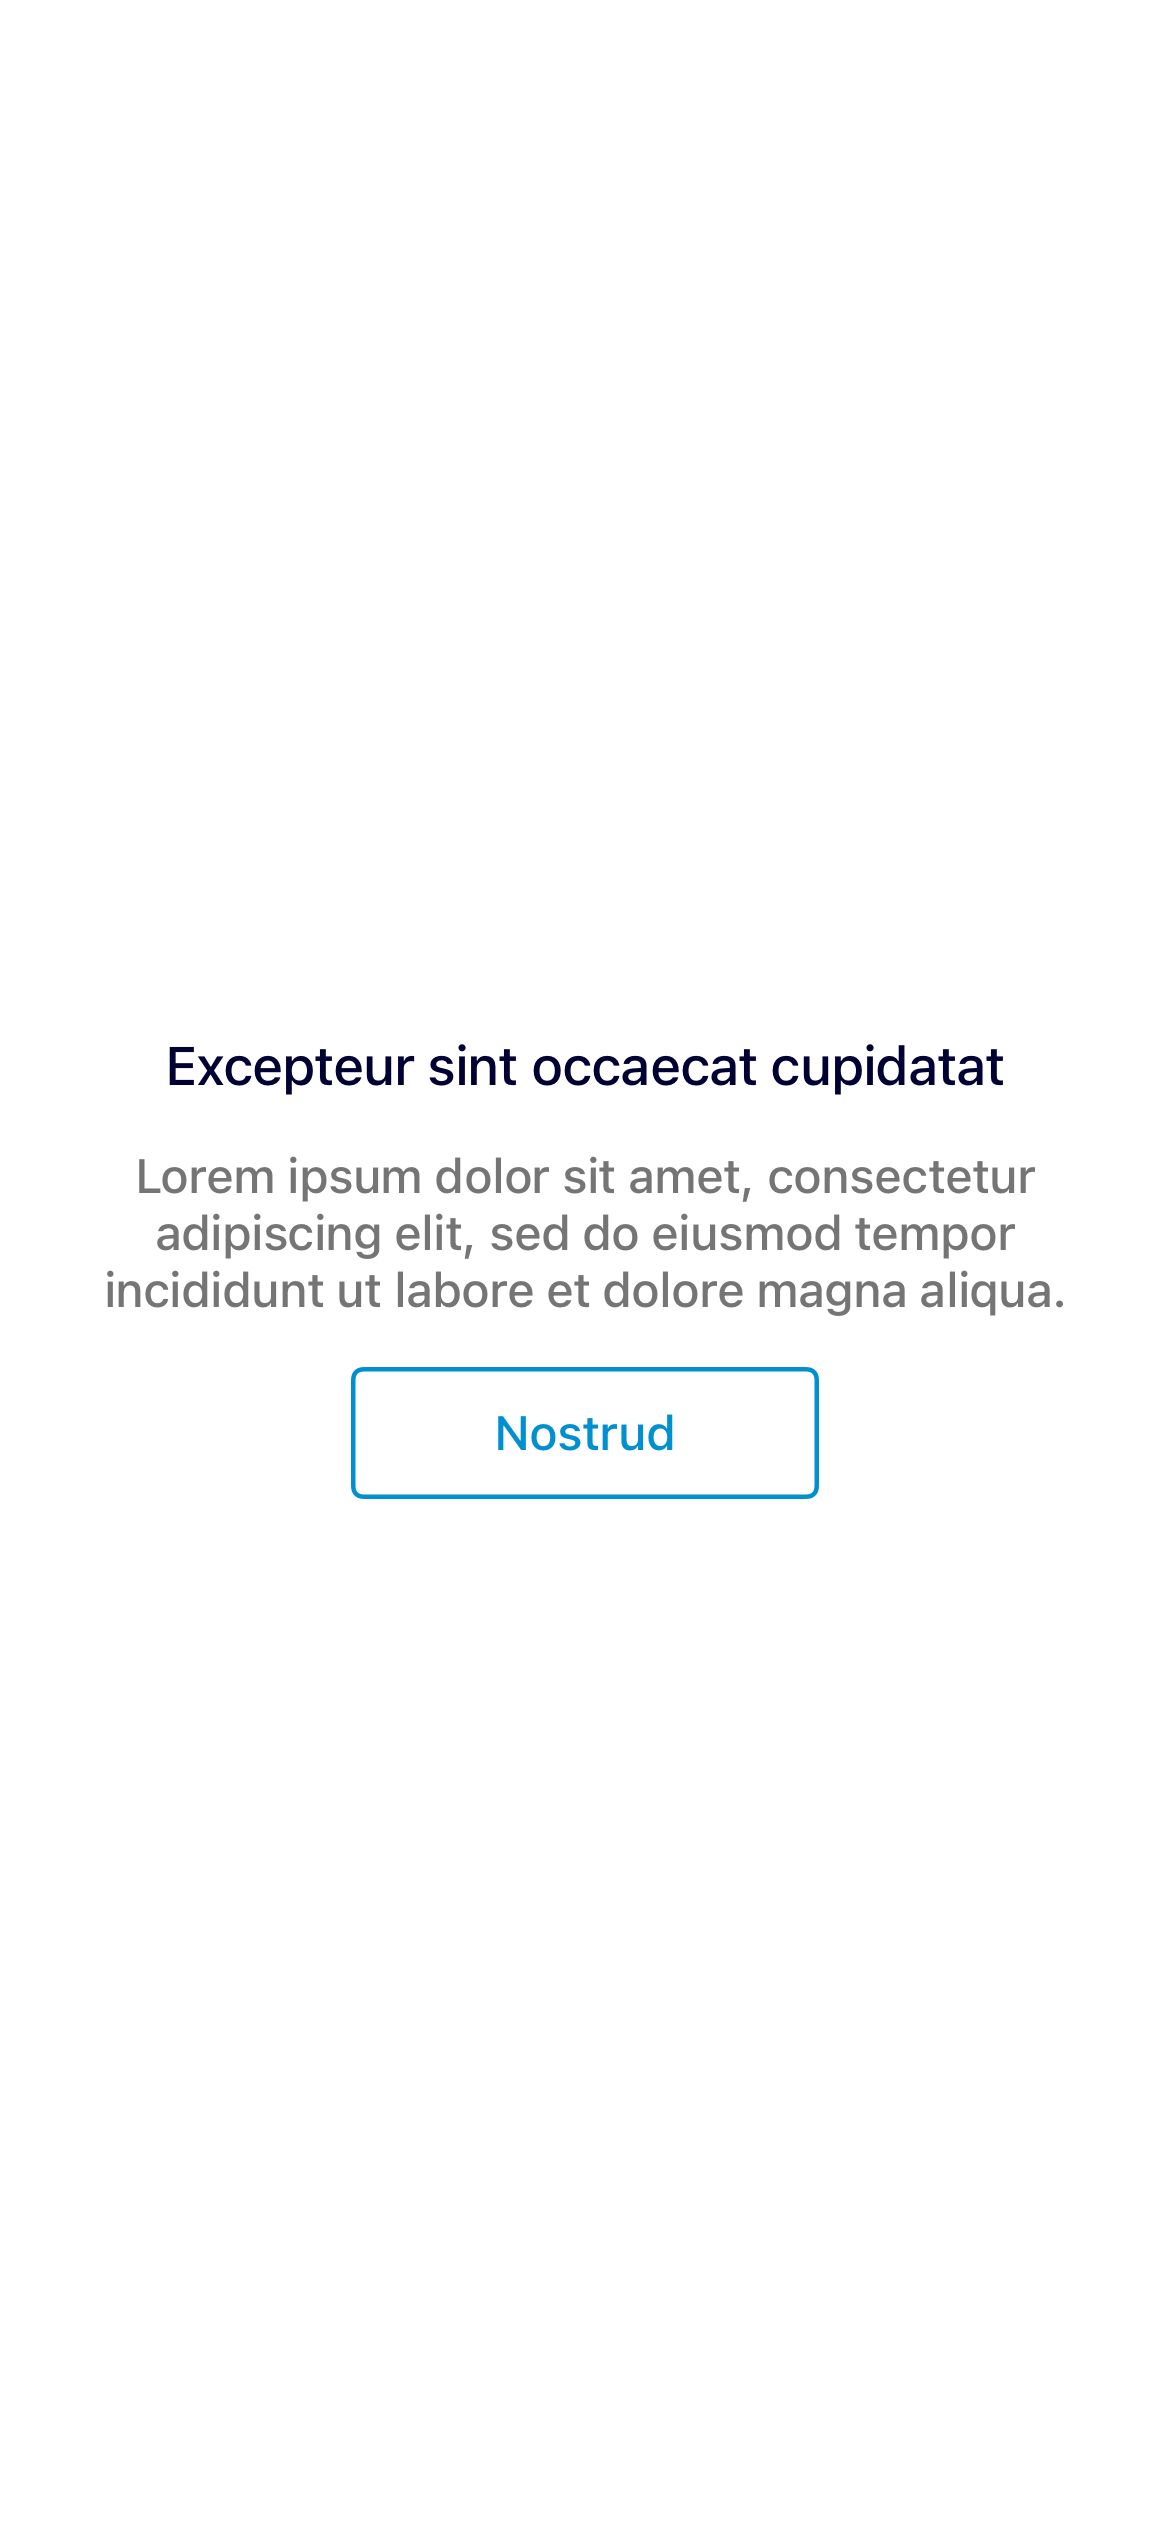 Excepteur sint occaecat cupidatat
Lorem ipsum dolor sit amet, consectetur
adipiscing elit, sed do eiusmod tempor
incididunt ut labore et dolore magna aliqua.
Nostrud